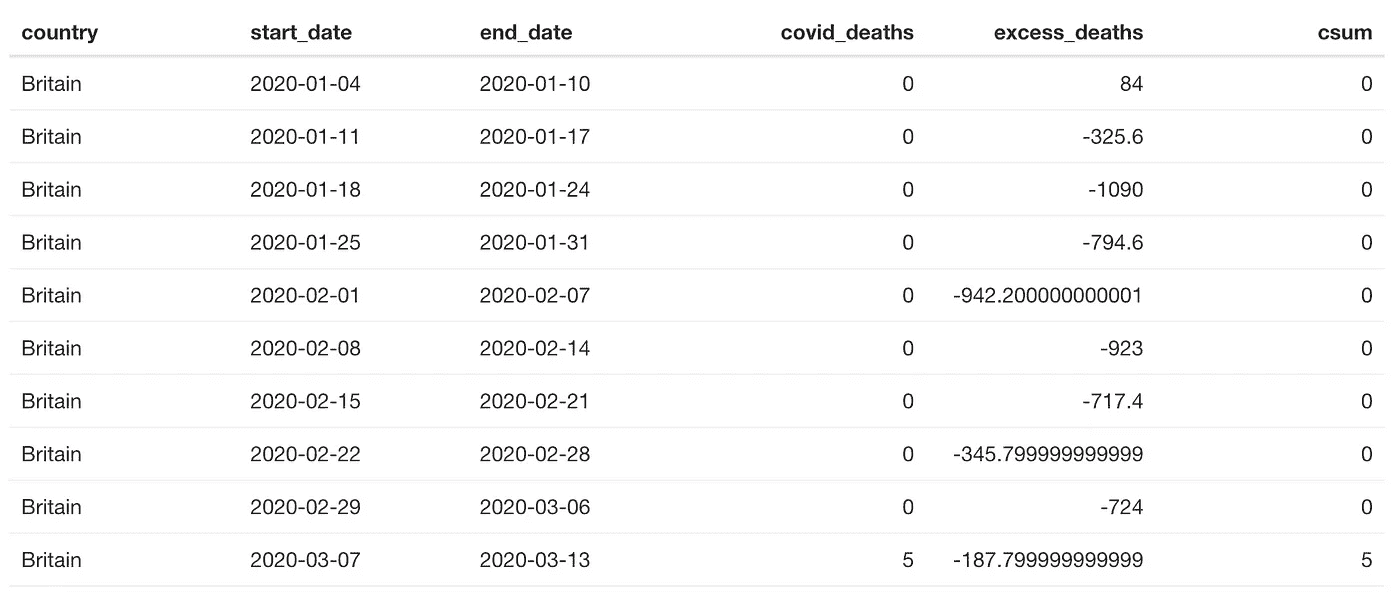 country start_date end_date covid_deaths excess_deaths csum
Britain 2020-01-04 2020-01-10 0 84 0
Britain 2020-01-11 2020-01-17 0 -325.6 0
Britain 2020-01-18 2020-01-24 0 -1090 0
Britain 2020-01-25 2020-01-31 0 -794.6 0
Britain 2020-02-01 2020-02-07 0 -942.200000000001 0
Britain 2020-02-08 2020-02-14 0 -923 0
Britain 2020-02-15 2020-02-21 0 -717.4 0
Britain 2020-02-22 2020-02-28 0 -345.799999999999 0
Britain 2020-02-29 2020-03-06 0 -724 0
Britain 2020-03-07 2020-03-13 5 -187.799999999999 5